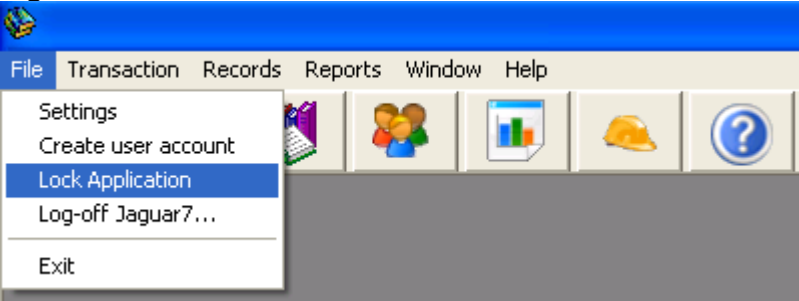 File Transaction Records Reports Window Help
Settings
Create user account
Lock Application
Log-off Jaguar7...
Exit